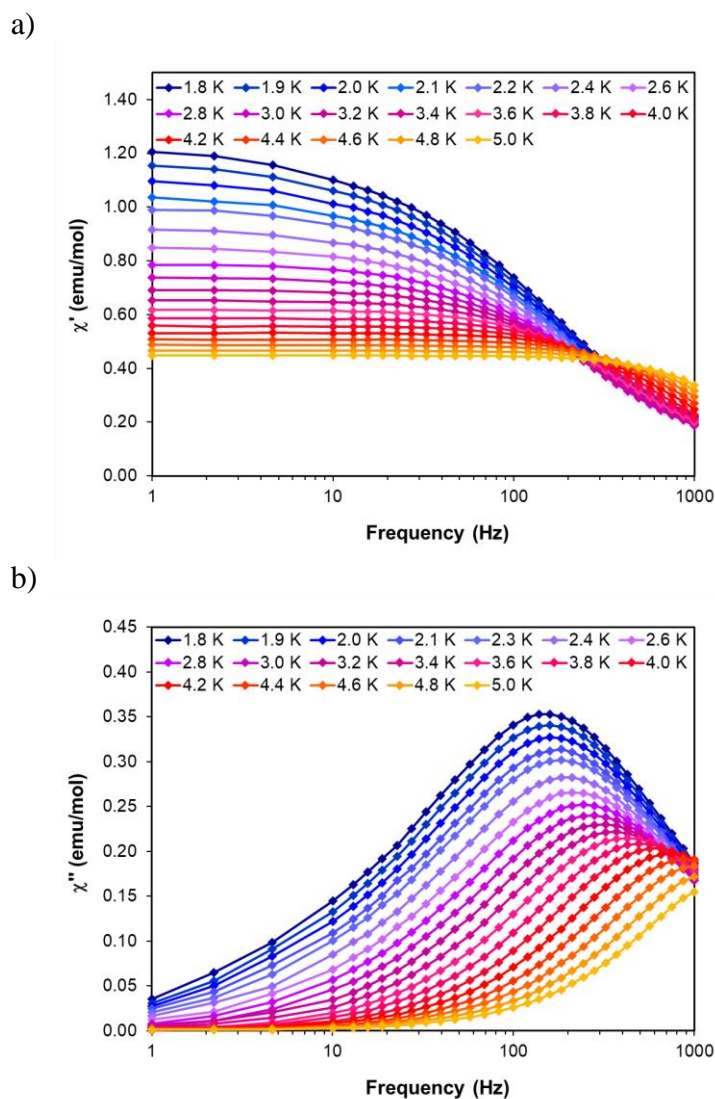 a)
1.8 K 1.9 K 2.0 K 2.1 K 2.2 K 2.4 K 2.6 K
2.8 K 3.0 K 3.2 K 3.4 K 3.6 K 3.8 K 4.0 K
4.2 K 4.4 K 4.6 K 4.8 K 5.0 K
1.40
1.20
1.00
0.80
0.60
0.40
0.20
0.00
χ' (emu/mol)
1 10 100 1000
Frequency (Hz)
b)
0.45
1.8 K 1.9 K 2.0 K 2.1 K 2.3 K 2.4 K 2.6 K
2.8 K 3.0 K 3.2 K 3.4 K 3.6 K 3.8 K 4.0 K
4.2 K 4.4 K 4.6 K 4.8 K 5.0 K
0.40
0.35
0.30
0.25
0.20
0.15
0.10
0.05
0.00
χ" (emu/mol)
1 10 100 1000
Frequency (Hz)